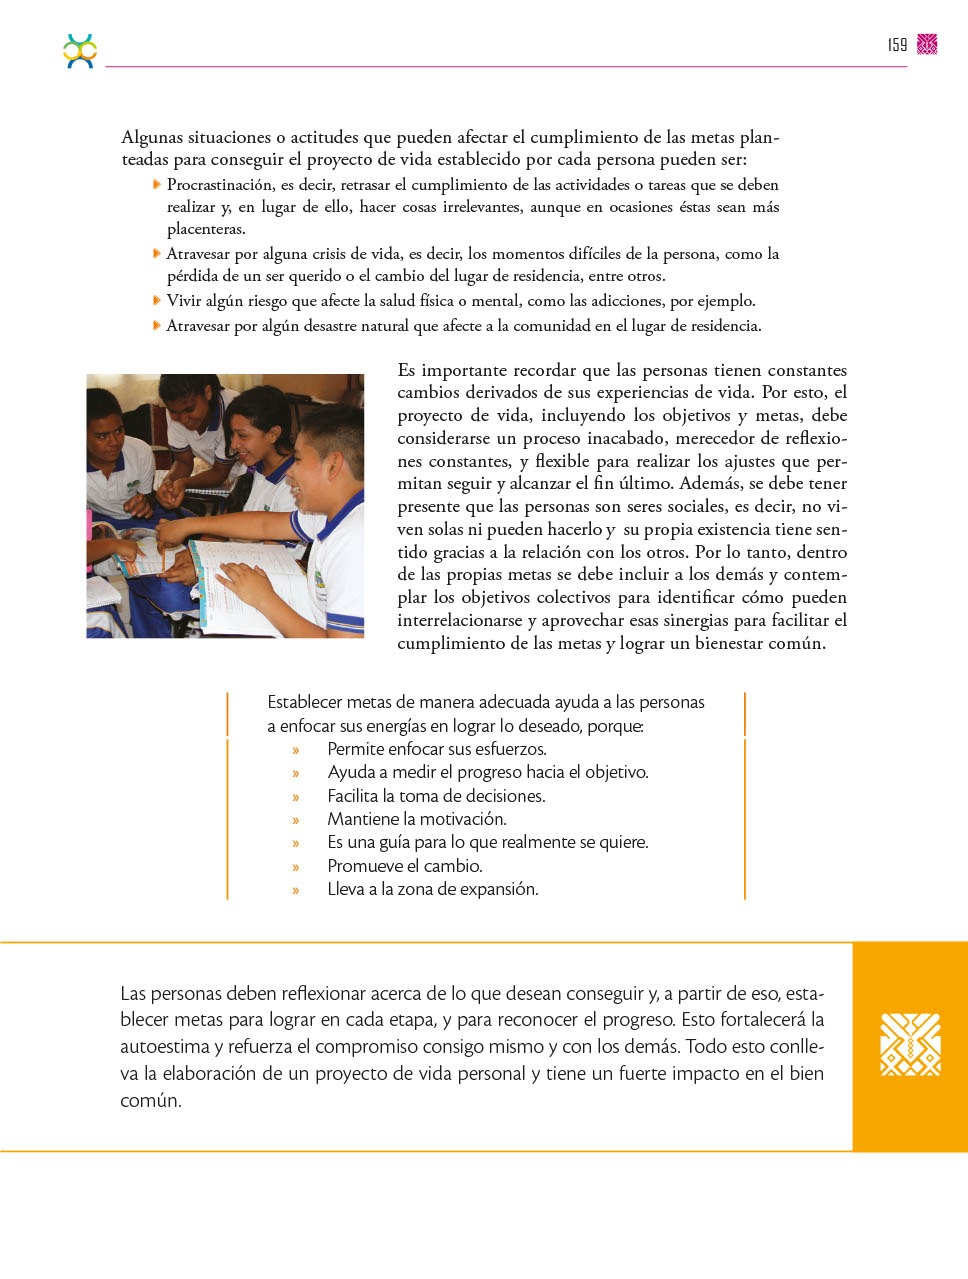 159
Algunas situaciones o actitudes que pueden afectar el cumplimiento de las metas plan-
teadas para conseguir el proyecto de vida establecido por cada persona pueden ser:
Procrastinación, es decir, retrasar el cumplimiento de las actividades o tareas que se deben
realizar y, en lugar de ello, hacer cosas irrelevantes, aunque en ocasiones éstas sean más
placenteras.
Atravesar por alguna crisis de vida, es decir, los momentos difíciles de la persona, como la
pérdida de un ser querido o el cambio del lugar de residencia, entre otros.
Vivir algún riesgo que afecte la salud física o mental, como las adicciones, por ejemplo.
Atravesar por algún desastre natural que afecte a la comunidad en el lugar de residencia.
Es importante recordar que las personas tienen constantes
cambios derivados de sus experiencias de vida. Por esto, el
proyecto de vida, incluyendo los objetivos y metas, debe
considerarse un proceso inacabado, merecedor de reflexio-
nes constantes, y flexible para realizar los ajustes que per-
mitan seguir y alcanzar el fin último. Además, se debe tener
presente que las personas son seres sociales, es decir, no vi-
ven solas ni pueden hacerlo y su propia existencia tiene sen-
tido gracias a la relación con los otros. Por lo tanto, dentro
de las propias metas se debe incluir a los demás y contem-
plar los objetivos colectivos para identificar cómo pueden
interrelacionarse y aprovechar esas sinergias para facilitar el
cumplimiento de las metas y lograr un bienestar común.
Establecer metas de manera adecuada ayuda a las personas
a enfocar sus energías en lograr lo deseado, porque:
» Permite enfocar sus esfuerzos.
» Ayuda a medir el progreso hacia el objetivo.
» Facilita la toma de decisiones.
» Mantiene la motivación.
» Es una guía para lo que realmente se quiere.
» Promueve el cambio.
» Lleva a la zona de expansión.
Las personas deben reflexionar acerca de lo que desean conseguir y, a partir de eso, esta-
blecer metas para lograr en cada etapa, y para reconocer el progreso. Esto fortalecerá la
autoestima y refuerza el compromiso consigo mismo y con los demás. Todo esto conlle-
va la elaboración de un proyecto de vida personal y tiene un fuerte impacto en el bien
común.